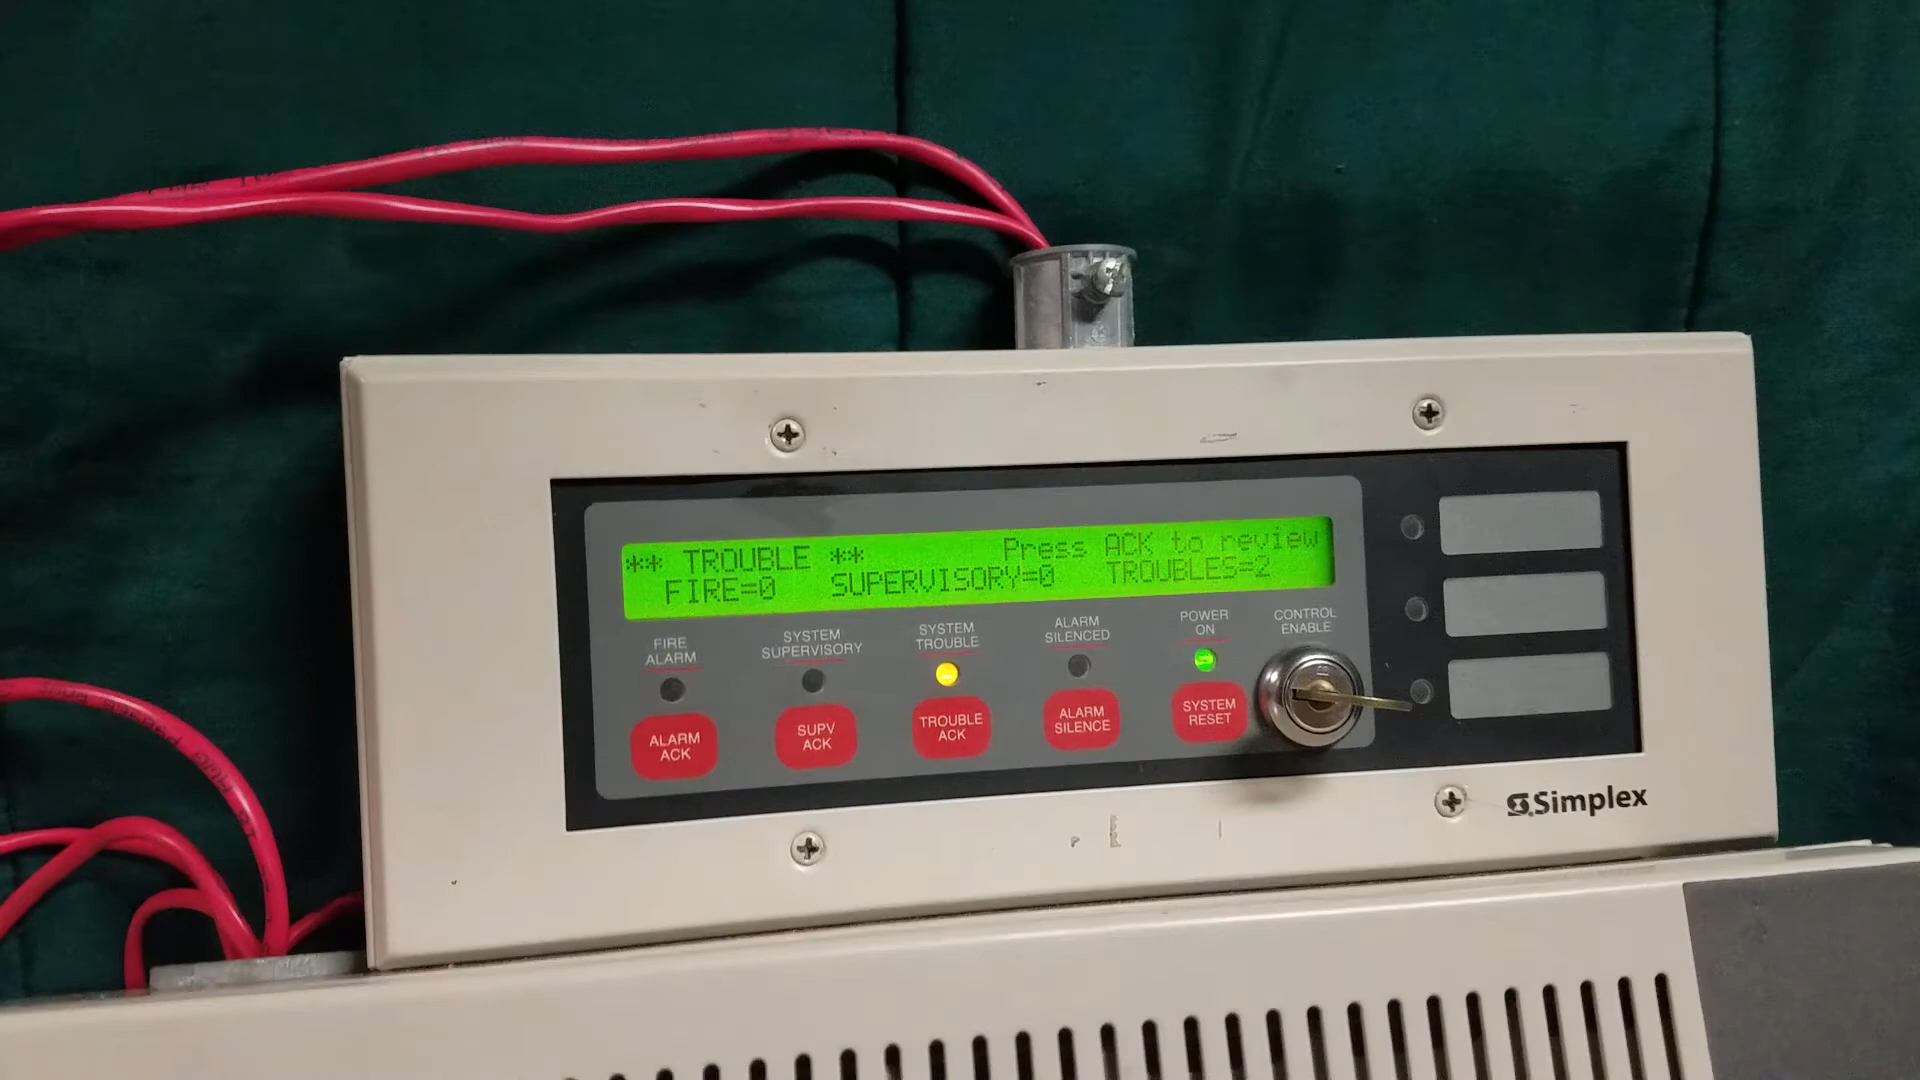 ** TROUBLE ** Press ACK to review
FIRE=0 SUPERVISORY=0 TROUBLES=2
FIRE
ALARM
SYSTEM
SUPERVISORY
SYSTEM
TROUBLE
ALARM
SILENCED
POWER
ON
CONTROL
ENABLE
ALARM
ACK
SUPV
ACK
TROUBLE
ACK
ALARM
SILENCE
SYSTEM
RESET
Simplex